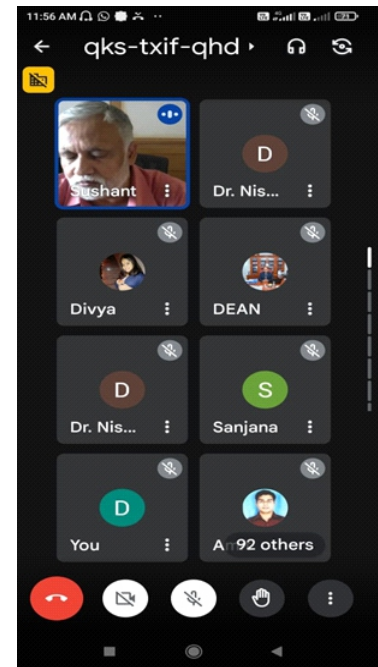 11:56 AM
qks-txif-qhd
Sushant
D
Dr. Nis...
Divya
DEAN
D
Dr. Nis...
S
Sanjana
D
You
92 others